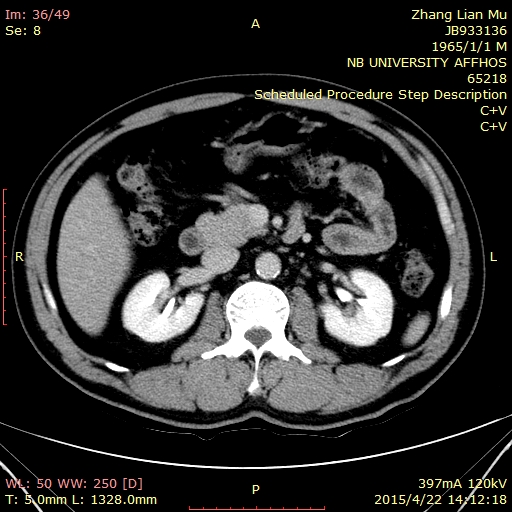 Im: 36/49
Se: 8
A
Zhang Lian Mu
JB933136
1965/1/1 M
NB UNIVERSITY AFFHOS
65218
Scheduled Procedure Step Description
C+V
C+V
R
L
WL: 50 WW: 250 [D]
T: 5.0mm L: 1328.0mm
P
397mA 120kV
2015/4/22 14:12:18